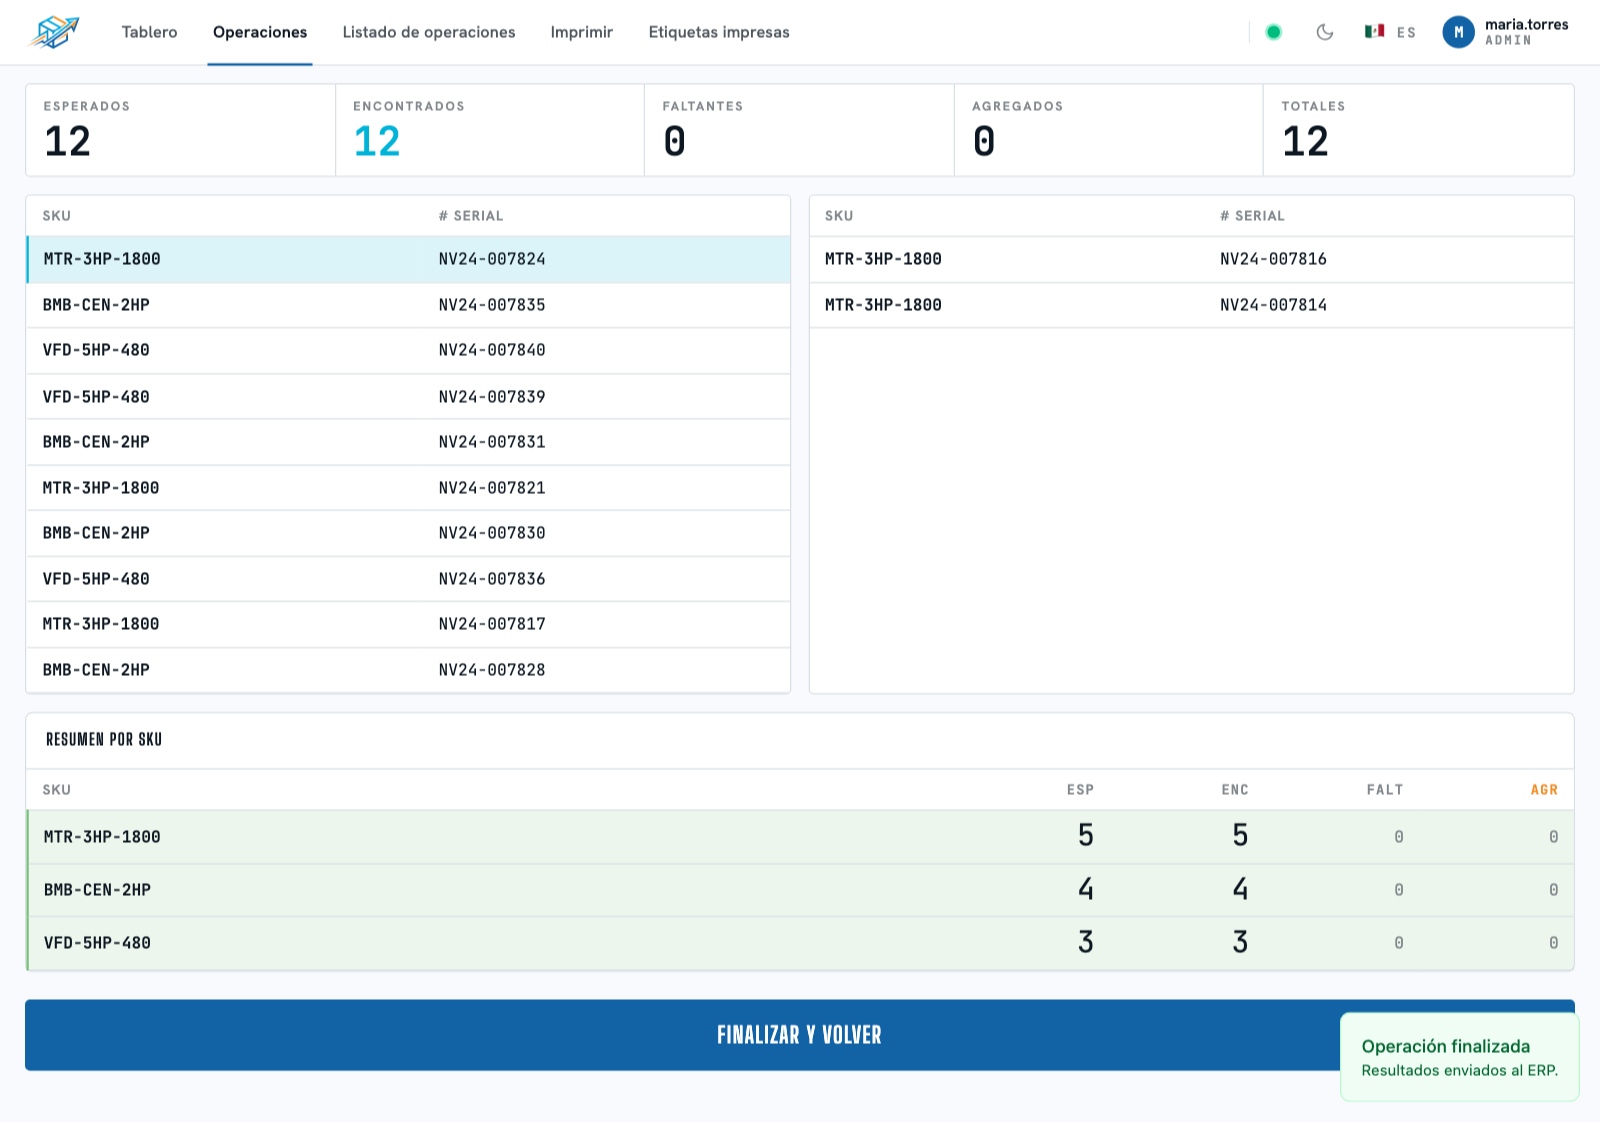 Tablero Operaciones Listado de operaciones Imprimir Etiquetas impresas ES M maria.torres
ADMIN
ESPERADOS ENCONTRADOS FALTANTES AGREGADOS TOTALES
12 12 0 0 12
SKU # SERIAL
MTR-3HP-1800 NV24-007824
BMB-CEN-2HP NV24-007835
VFD-5HP-480 NV24-007840
VFD-5HP-480 NV24-007839
BMB-CEN-2HP NV24-007831
MTR-3HP-1800 NV24-007821
BMB-CEN-2HP NV24-007830
VFD-5HP-480 NV24-007836
MTR-3HP-1800 NV24-007817
BMB-CEN-2HP NV24-007828
SKU # SERIAL
MTR-3HP-1800 NV24-007816
MTR-3HP-1800 NV24-007814
RESUMEN POR SKU
SKU ESP ENC FALT AGR
MTR-3HP-1800 5 5 0 0
BMB-CEN-2HP 4 4 0 0
VFD-5HP-480 3 3 0 0
FINALIZAR Y VOLVER
Operación finalizada
Resultados enviados al ERP.